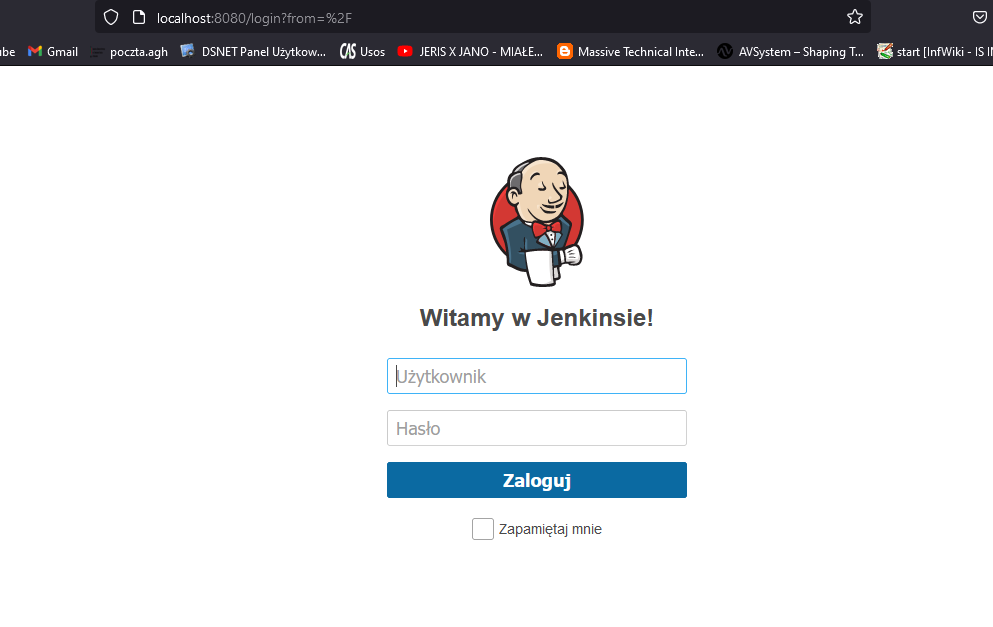 localhost:8080/login?from=%2F
ube Gmail poczta.agh DSNET Panel Użytkow... Usos JERIS X JANO - MIAŁE... Massive Technical Inte... AVSystem – Shaping T... start [InfWiki - IS IN
Witamy w Jenkinsie!
Użytkownik
Hasło
Zaloguj
Zapamiętaj mnie